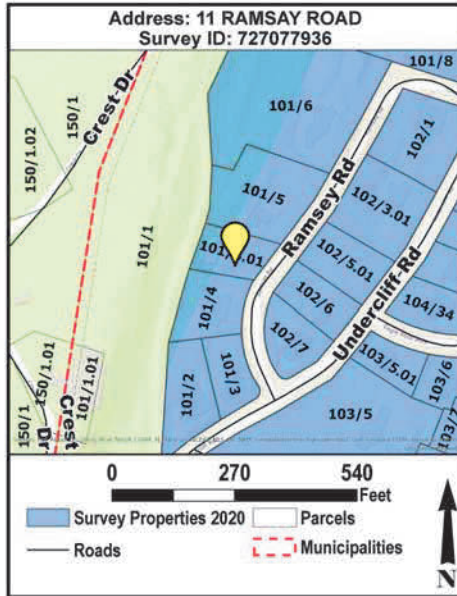 Address: 11 RAMSAY ROAD
Survey ID: 727077936
101/8
150/1
Crest-Dr
101/6
102/1
150/1.02
101/5
102/3.01
Ramsey-Rd
101/1
102/5.01
101/4
102/6
Undercliff-Rd
104/34
102/7
150/1.01
101/1.01
101/3
103/5.01
103/6
101/2
150/1
Crest
Dr
103/5
0 270 540
Feet
Survey Properties 2020 Parcels
Roads Municipalities
N